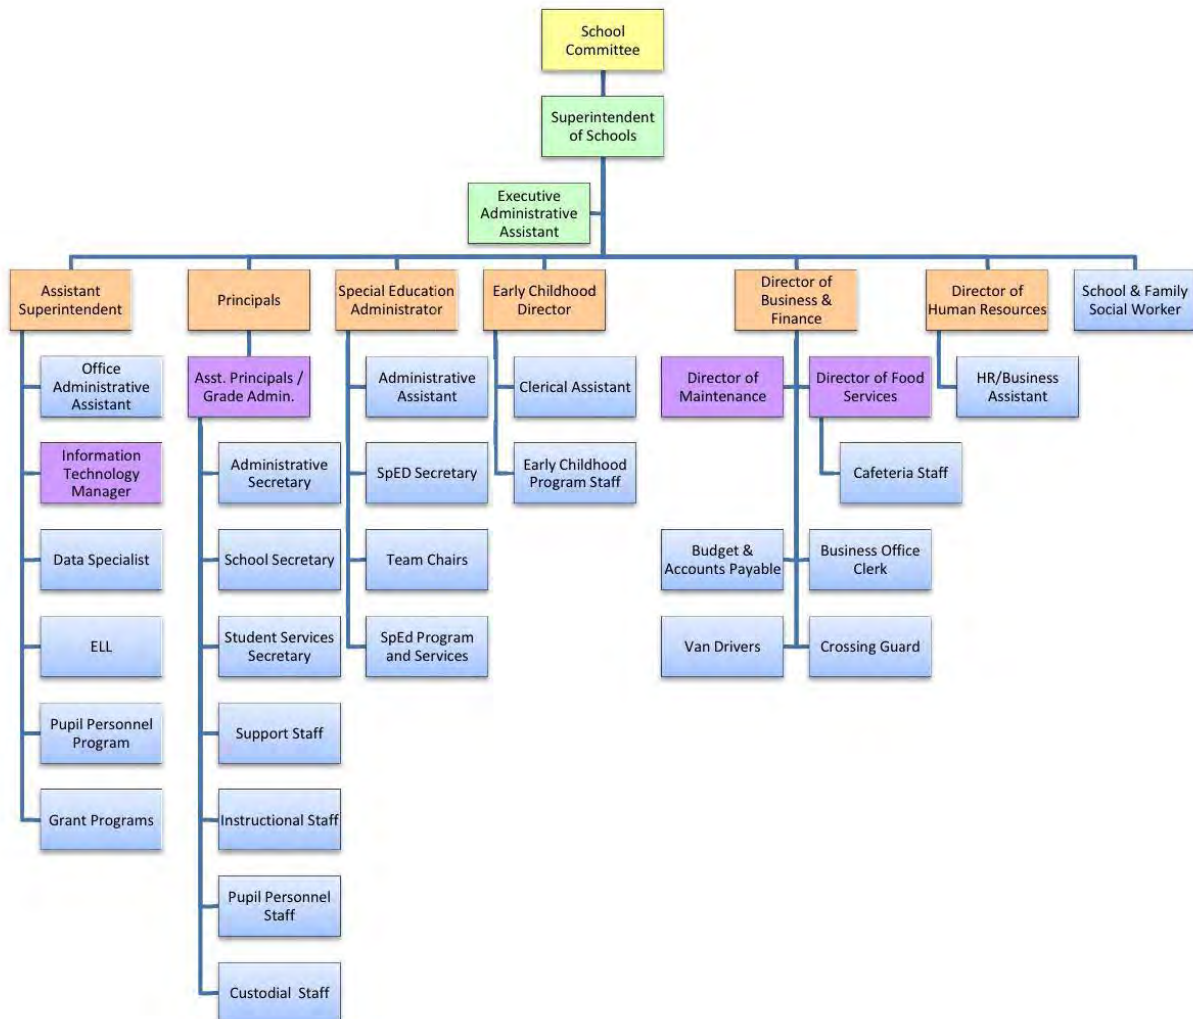 School
Committee
Superintendent
of Schools
Executive
Administrative
Assistant
Assistant
Superintendent
Principals
Special Education
Administrator
Early Childhood
Director
Director of
Business &
Finance
Director of
Human Resources
School & Family
Social Worker
Office
Administrative
Assistant
Asst. Principals /
Grade Admin.
Administrative
Assistant
Clerical Assistant
Director of
Maintenance
Director of Food
Services
HR/Business
Assistant
Information
Technology
Manager
Administrative
Secretary
SpED Secretary
Early Childhood
Program Staff
Cafeteria Staff
Data Specialist
School Secretary
Team Chairs
Budget &
Accounts Payable
Business Office
Clerk
ELL
Student Services
Secretary
SpEd Program
and Services
Van Drivers
Crossing Guard
Pupil Personnel
Program
Support Staff
Grant Programs
Instructional Staff
Pupil Personnel
Staff
Custodial Staff